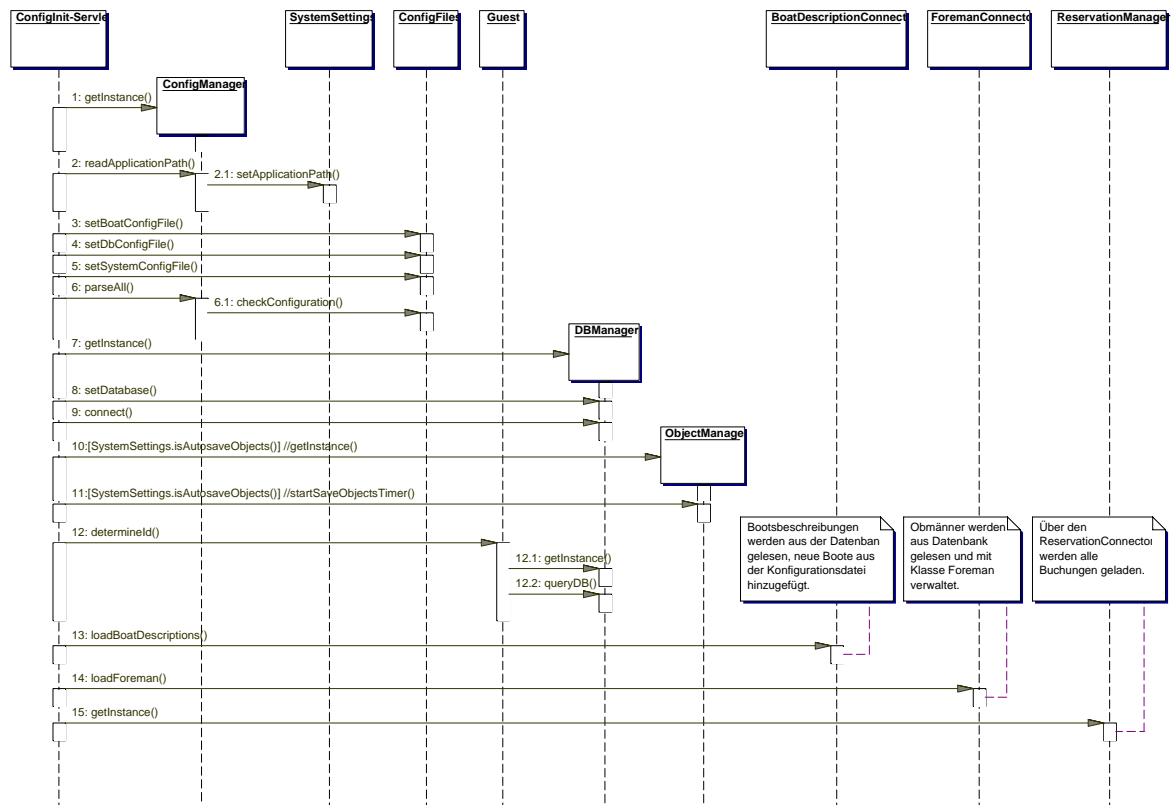 ConfigInit-Servle
SystemSettings
ConfigFiles
Guest
BoatDescriptionConnect
ForemanConnecto
ReservationManage
ConfigManager
1: getInstance()
2: readApplicationPath()
2.1: setApplicationPath()
3: setBoatConfigFile()
4: setDbConfigFile()
5: setSystemConfigFile()
6: parseAll()
6.1: checkConfiguration()
DBManager
7: getInstance()
8: setDatabase()
9: connect()
ObjectManage
10:[SystemSettings.isAutosaveObjects()] //getInstance()
11:[SystemSettings.isAutosaveObjects()] //startSaveObjectsTimer()
Bootsbeschreibungen
werden aus der Datenban
gelesen, neue Boote aus
der Konfigurationsdatei
hinzugefügt.
Obmänner werden
aus Datenbank
gelesen und mit
Klasse Foreman
verwaltet.
Über den
ReservationConnector
werden alle
Buchungen geladen.
12: determineId()
12.1: getInstance()
12.2: queryDB()
13: loadBoatDescriptions()
14: loadForeman()
15: getInstance()